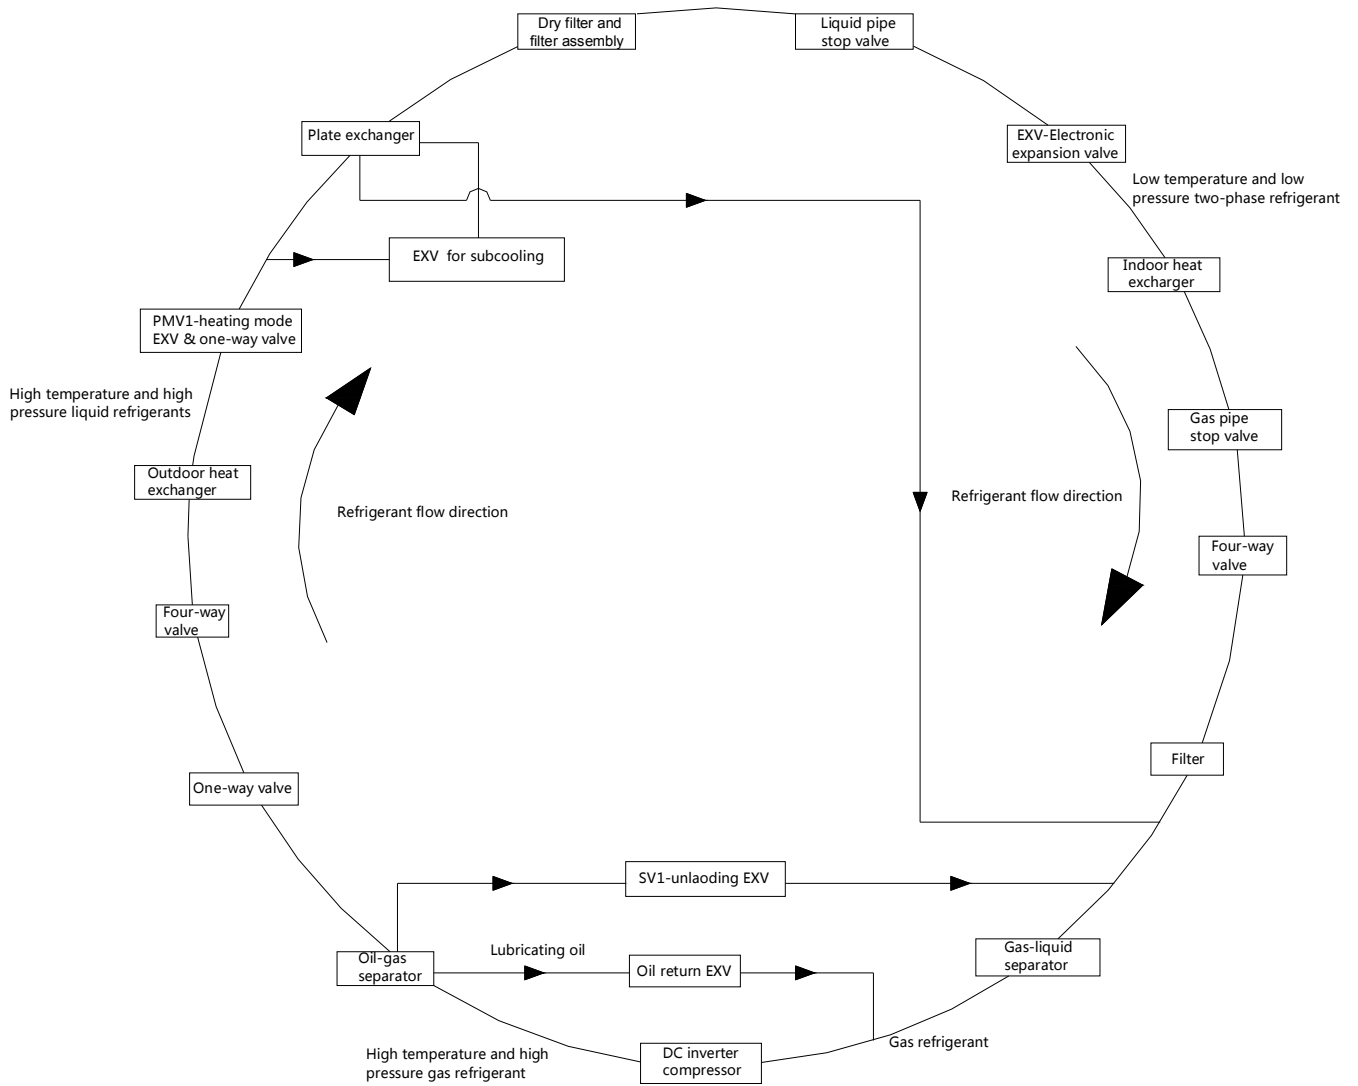 Dry filter and
filter assembly
Liquid pipe
stop valve
Plate exchanger
EXV-Electronic
expansion valve
Low temperature and low
pressure two-phase refrigerant
EXV for subcooling
Indoor heat
excharger
PMV1-heating mode
EXV & one-way valve
High temperature and high
pressure liquid refrigerants
Gas pipe
stop valve
Outdoor heat
exchanger
Refrigerant flow direction
Refrigerant flow direction
Four-way
valve
Four-way
valve
Filter
One-way valve
SV1-unlaoding EXV
Oil-gas
separator
Lubricating oil
Oil return EXV
Gas-liquid
separator
High temperature and high
pressure gas refrigerant
DC inverter
compressor
Gas refrigerant